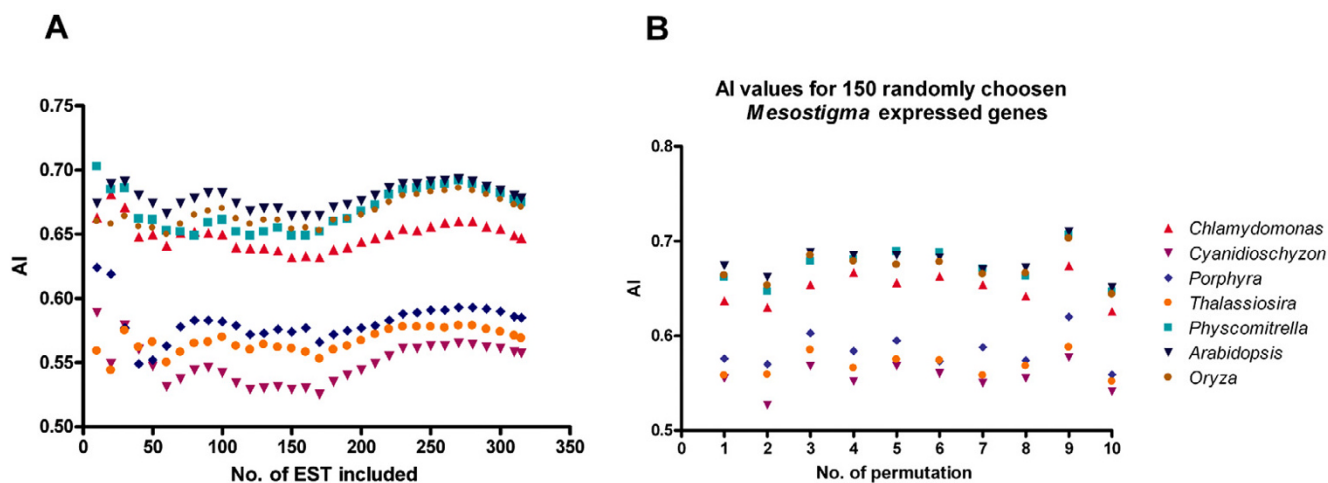 A
0.75
0.70
0.65
0.60
0.55
0.50
AI
0 50 100 150 200 250 300 350
No. of EST included
B
AI values for 150 randomly choosen
Mesostigma expressed genes
0.8
0.7
0.6
0.5
AI
0 1 2 3 4 5 6 7 8 9 10
No. of permutation
Chlamydomonas
Cyanidioschyzon
Porphyra
Thalassiosira
Physcomitrella
Arabidopsis
Oryza